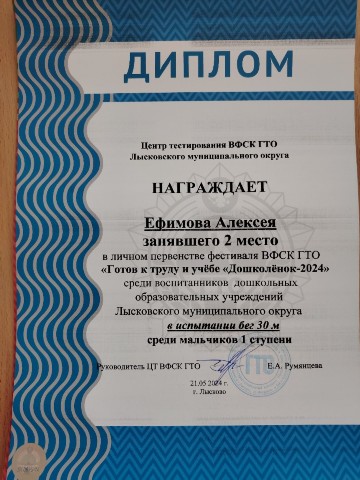 ДИПЛОМ
Центр тестирования ВФСК ГТО
Лысковского муниципального округа
НАГРАЖДАЕТ
Ефимова Алексея
занявшего 2 место
в личном первенстве фестиваля ВФСК ГТО
«Готов к труду и учёбе «Дошколёнок-2024»
среди воспитанников дошкольных
образовательных учреждений
Лысковского муниципального округа
в испытании бег 30 м
среди мальчиков 1 ступени
Руководитель ЦТ ВФСК ГТО Е.А. Румянцева
21.05 2024 г.
г. Лысково
ГТО